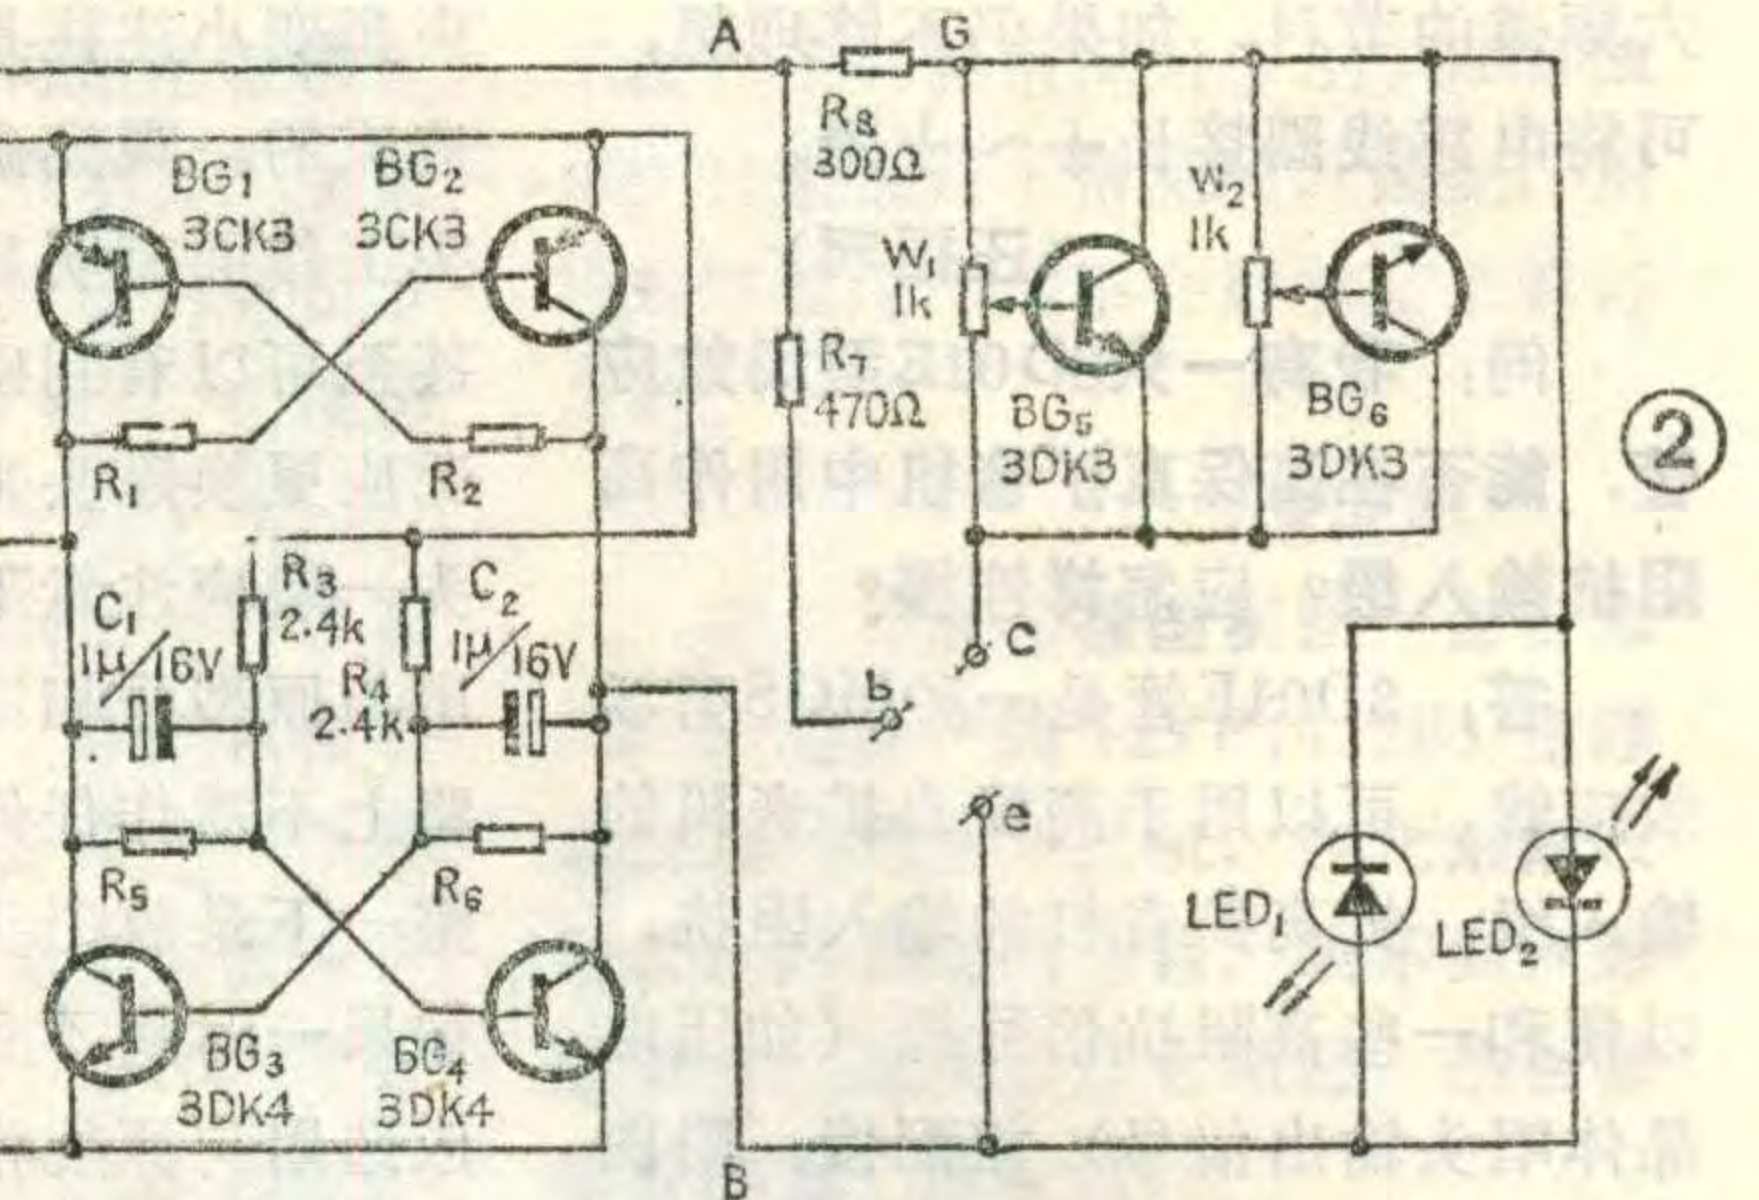 A
G
R₈
300Ω
BG₁
3CK3
BG₂
3CK3
W₁
1k
W₂
1k
R₇
470Ω
BG₅
3DK3
BG₆
3DK3
②
R₁
R₂
C₁
1μ/16V
R₃
2.4k
R₄
2.4k
C₂
1μ/16V
b
c
e
R₅
R₆
LED₁
LED₂
BG₃
3DK4
BG₄
3DK4
B